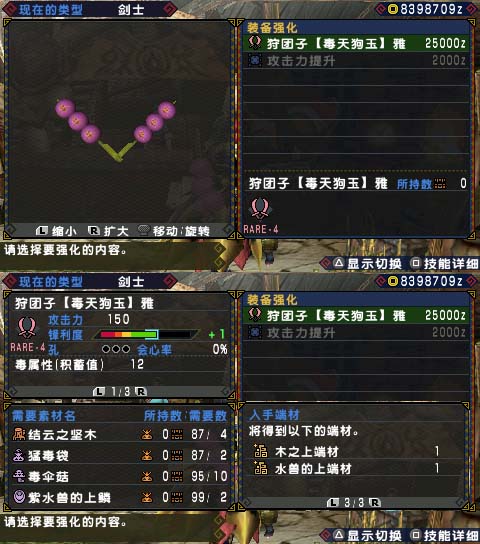 现在的类型 剑士
8398709z
装备强化
狩团子【毒天狗玉】雅 25000z
攻击力提升 2000z
狩团子【毒天狗玉】雅 所持数 0
RARE-4
L 缩小 R 扩大 移动:旋转
请选择要强化的内容。
△显示切换 □技能详细
现在的类型 剑士
8398709z
狩团子【毒天狗玉】雅
攻击力 150
锋利度 +1
RARE-4
孔 ○○○ 会心率 0%
毒属性(积蓄值) 12
L 1/3 R
需要素材名 所持数 需要数
结云之坚木 0 87/ 4
猛毒袋 0 87/ 2
毒伞菇 0 95/10
紫水兽的上鳞 0 99/ 2
装备强化
狩团子【毒天狗玉】雅 25000z
攻击力提升 2000z
入手端材
将得到以下的端材。
木之上端材 1
水兽的上端材 1
L 3/3 R
请选择要强化的内容。
△显示切换 □技能详细